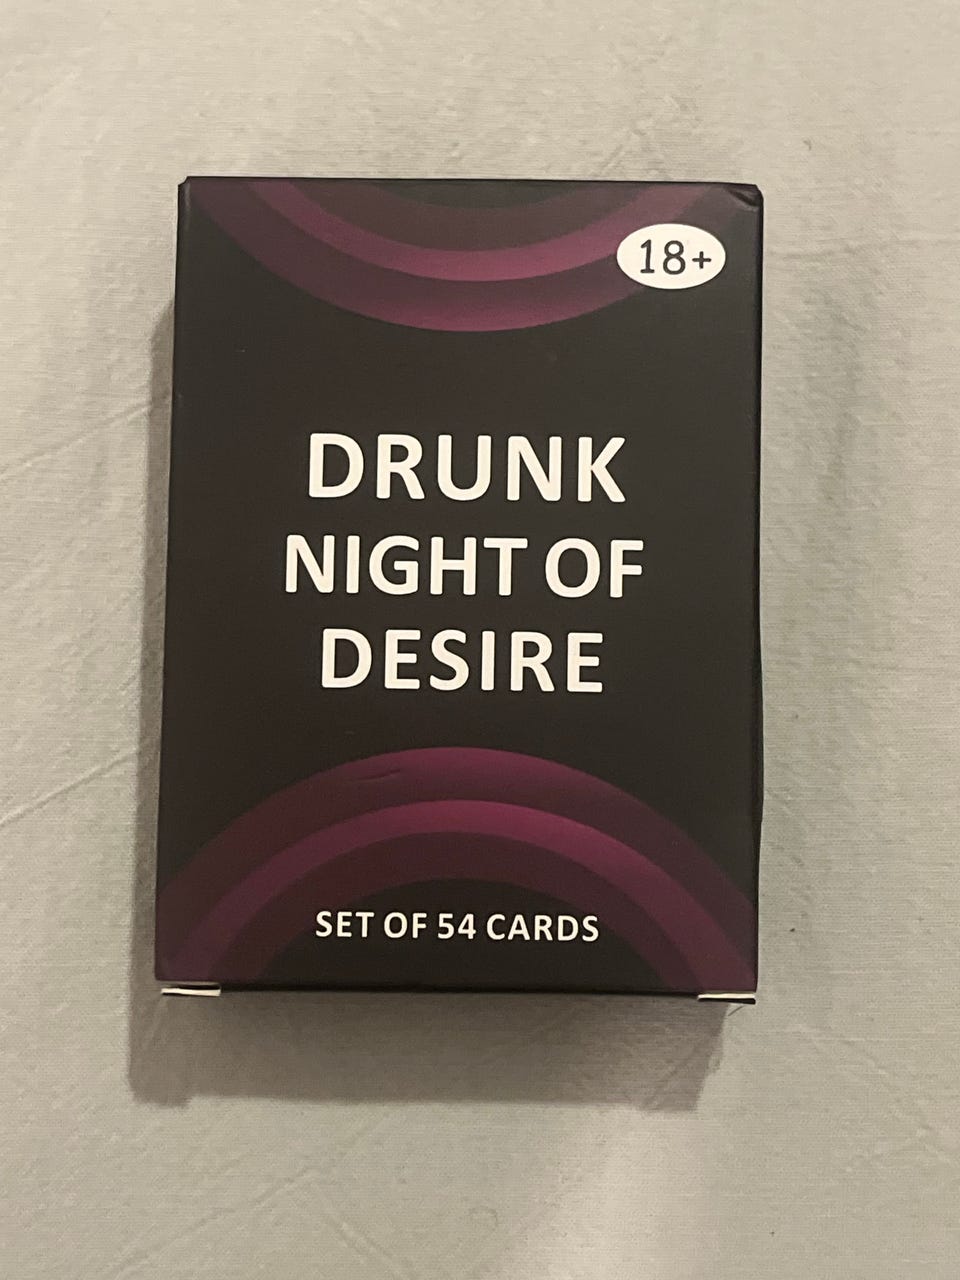 18+
DRUNK
NIGHT OF
DESIRE
SET OF 54 CARDS